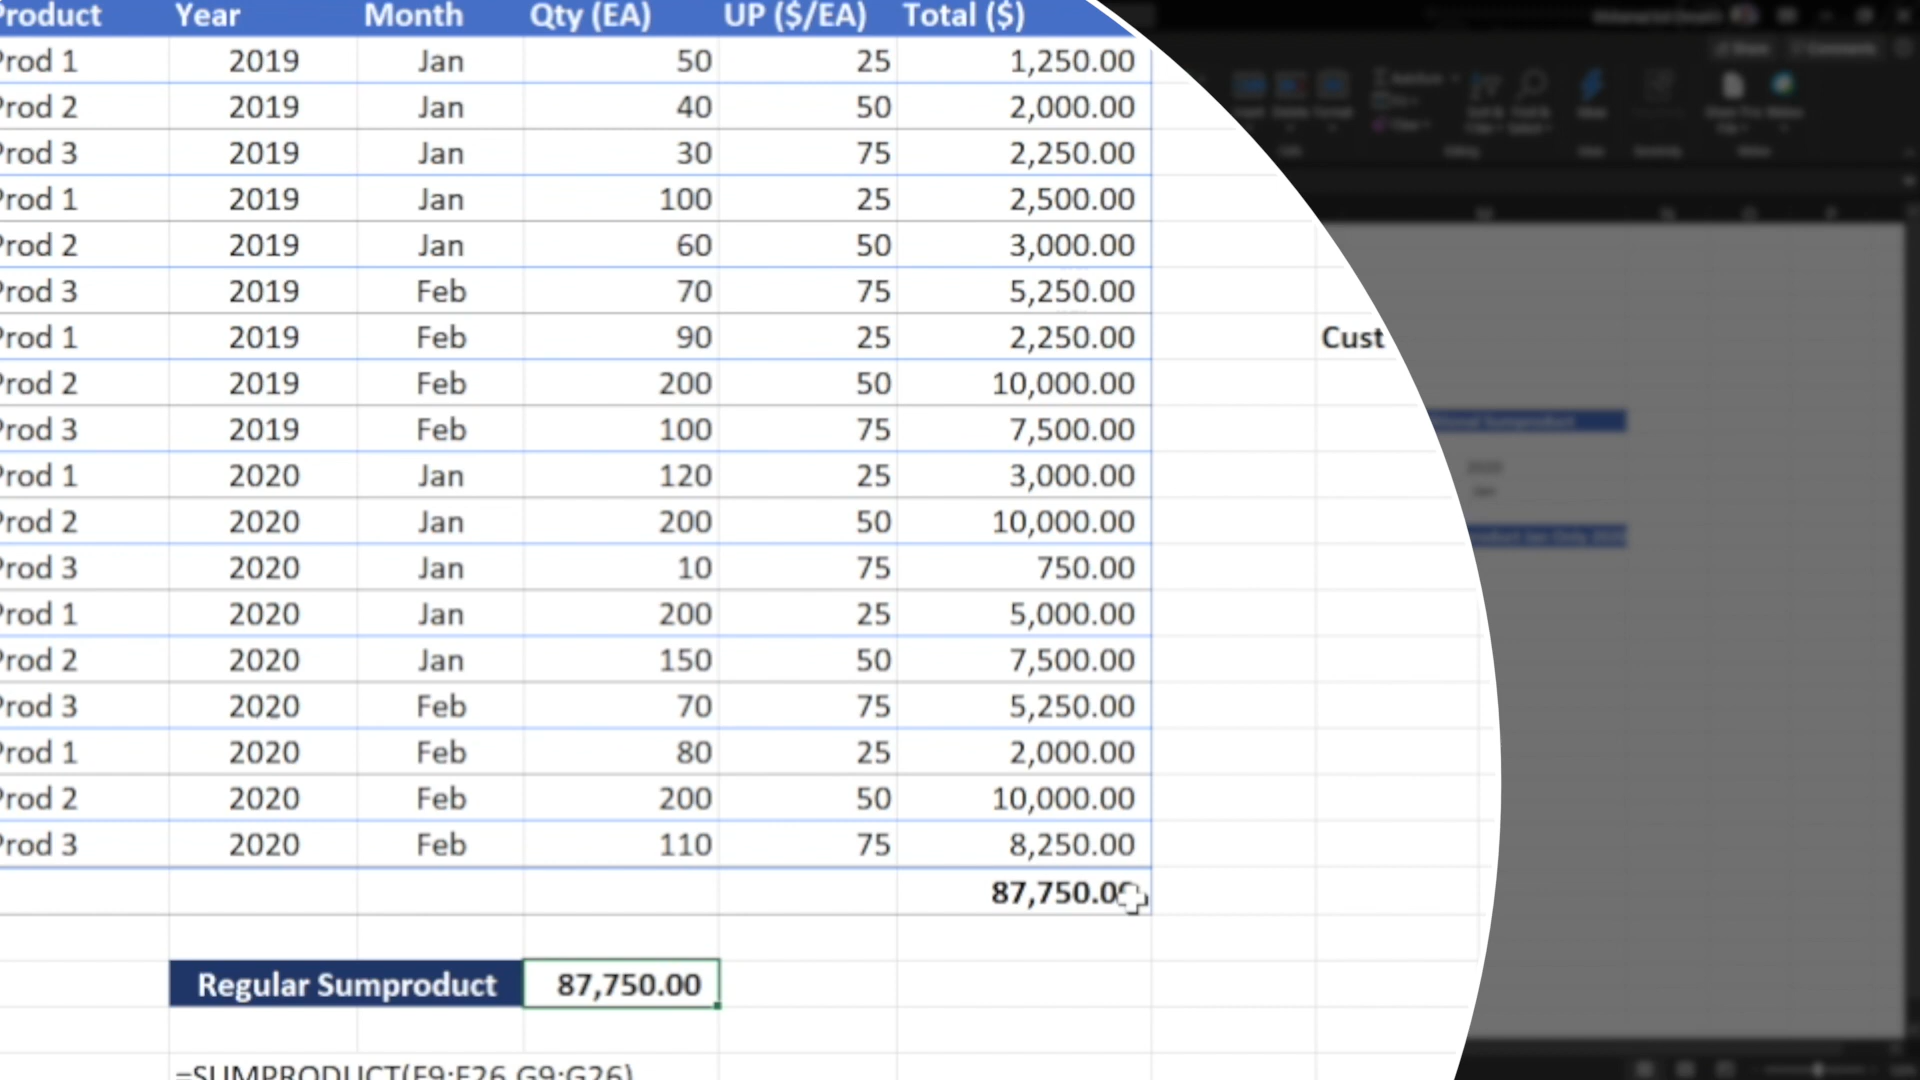 Product Year Month Qty (EA) UP ($/EA) Total ($)
Prod 1 2019 Jan 50 25 1,250.00
Prod 2 2019 Jan 40 50 2,000.00
Prod 3 2019 Jan 30 75 2,250.00
Prod 1 2019 Jan 100 25 2,500.00
Prod 2 2019 Jan 60 50 3,000.00
Prod 3 2019 Feb 70 75 5,250.00
Prod 1 2019 Feb 90 25 2,250.00
Cust
Prod 2 2019 Feb 200 50 10,000.00
Prod 3 2019 Feb 100 75 7,500.00
Prod 1 2020 Jan 120 25 3,000.00
2020
Jan
Prod 2 2020 Jan 200 50 10,000.00
Prod 3 2020 Jan 10 75 750.00
Prod 1 2020 Jan 200 25 5,000.00
Prod 2 2020 Jan 150 50 7,500.00
Prod 3 2020 Feb 70 75 5,250.00
Prod 1 2020 Feb 80 25 2,000.00
Prod 2 2020 Feb 200 50 10,000.00
Prod 3 2020 Feb 110 75 8,250.00
87,750.00
Regular Sumproduct 87,750.00
=SUMPRODUCT(F9:F26,G9:G26)